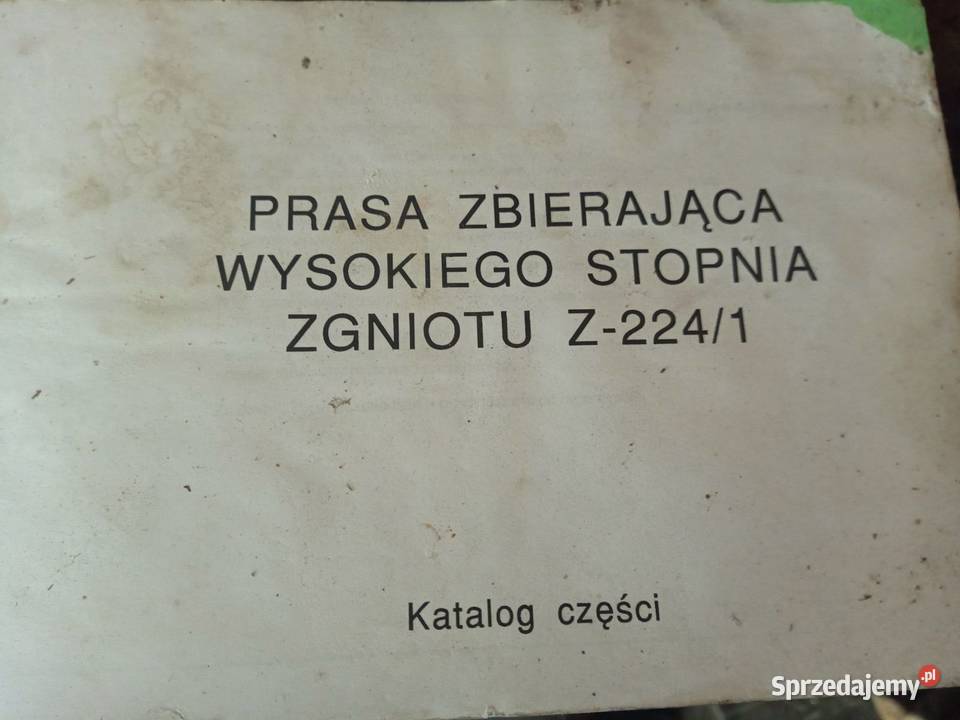 PRASA ZBIERAJĄCA
WYSOKIEGO STOPNIA
ZGNIOTU Z-224/1
Katalog części
Sprzedajemy.pl